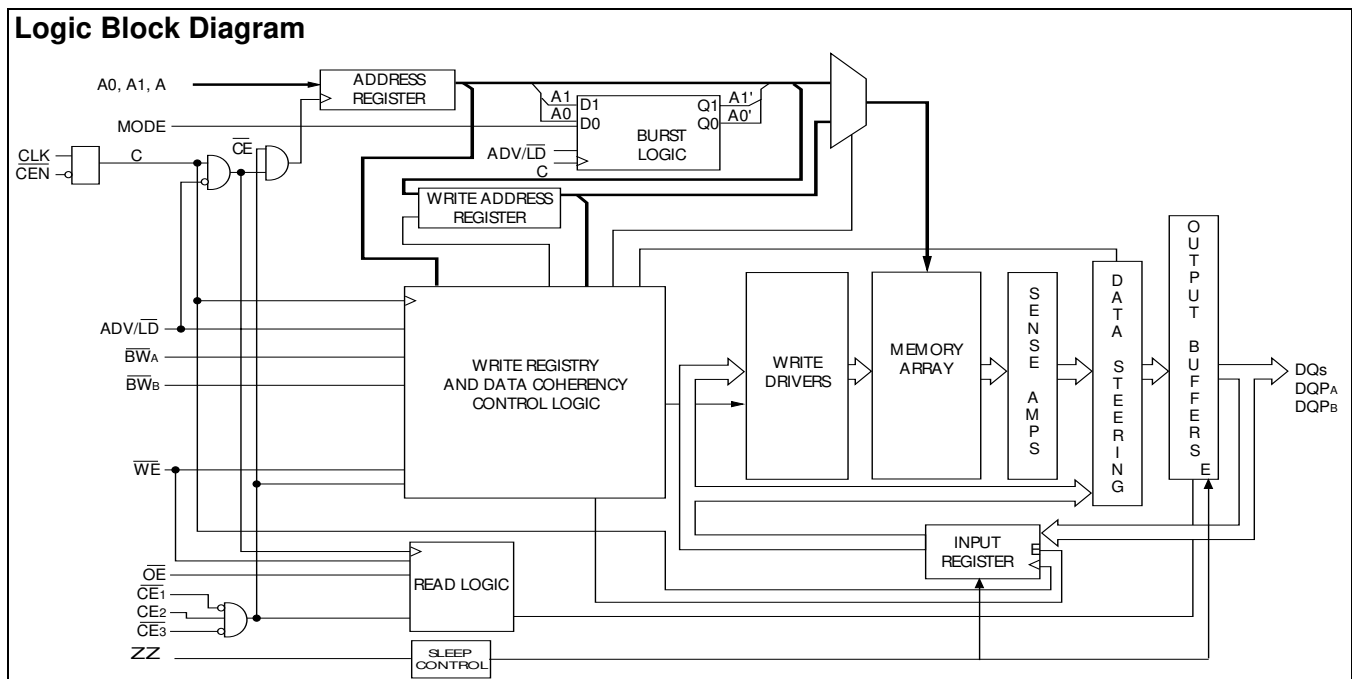 Logic Block Diagram
A0, A1, A
ADDRESS
REGISTER
A1
A0
D1
D0
Q1
Q0
A1'
A0'
BURST
LOGIC
MODE
CE
CLK
CEN
C
ADV/LD
C
WRITE ADDRESS
REGISTER
ADV/LD
BWA
BWB
WE
WRITE REGISTRY
AND DATA COHERENCY
CONTROL LOGIC
WRITE
DRIVERS
MEMORY
ARRAY
SENSE
AMPS
DATA
STEERING
OUTPUT
BUFFERS
E
DQs
DQPA
DQPB
INPUT
REGISTER
E
OE
CE1
CE2
CE3
READ LOGIC
ZZ
SLEEP
CONTROL